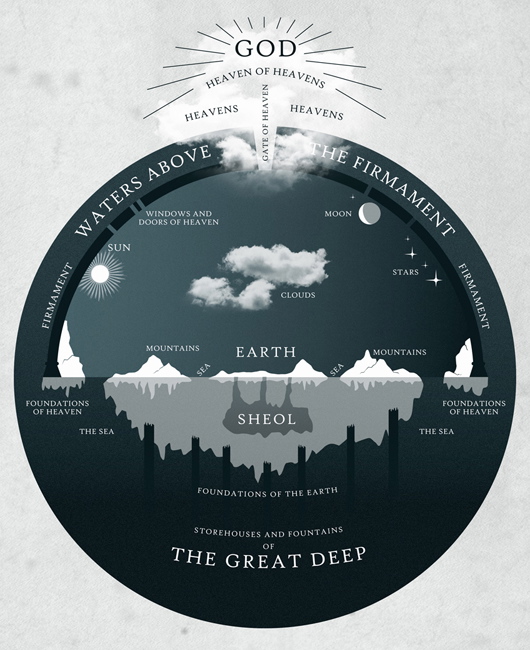 GOD
HEAVEN OF HEAVENS
HEAVENS
GATE OF HEAVEN
HEAVENS
WATERS ABOVE
THE FIRMAMENT
WINDOWS AND
DOORS OF HEAVEN
MOON
SUN
STARS
FIRMAMENT
FIRMAMENT
CLOUDS
MOUNTAINS
SEA
EARTH
SEA
MOUNTAINS
FOUNDATIONS
OF HEAVEN
FOUNDATIONS
OF HEAVEN
SHEOL
THE SEA
THE SEA
FOUNDATIONS OF THE EARTH
STOREHOUSES AND FOUNTAINS
OF
THE GREAT DEEP